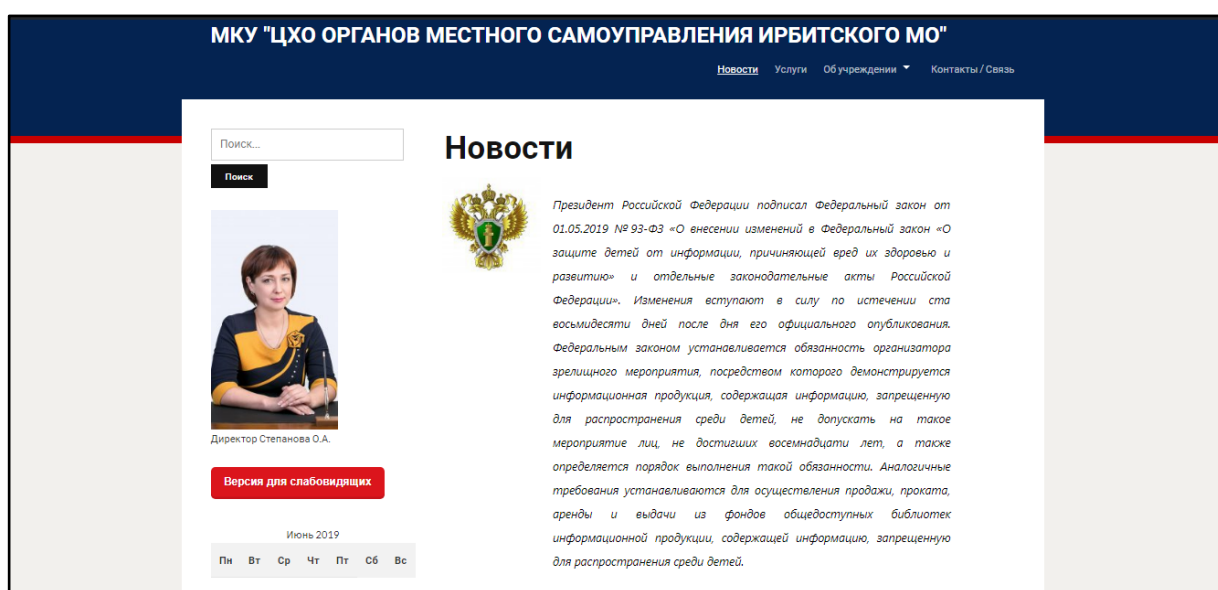 МКУ "ЦХО ОРГАНОВ МЕСТНОГО САМОУПРАВЛЕНИЯ ИРБИТСКОГО МО"
Новости Услуги Об учреждении Контакты / Связь
Поиск...
Поиск
Директор Степанова О.А.
Версия для слабовидящих
Июнь 2019
Пн Вт Ср Чт Пт Сб Вс
Новости
Президент Российской Федерации подписал Федеральный закон от
01.05.2019 № 93-ФЗ «О внесении изменений в Федеральный закон «О
защите детей от информации, причиняющей вред их здоровью и
развитию» и отдельные законодательные акты Российской
Федерации». Изменения вступают в силу по истечении ста
восьмидесяти дней после дня его официального опубликования.
Федеральным законом устанавливается обязанность организатора
зрелищного мероприятия, посредством которого демонстрируется
информационная продукция, содержащая информацию, запрещенную
для распространения среди детей, не допускать на такое
мероприятие лиц, не достигших восемнадцати лет, а также
определяется порядок выполнения такой обязанности. Аналогичные
требования устанавливаются для осуществления продажи, проката,
аренды и выдачи из фондов общедоступных библиотек
информационной продукции, содержащей информацию, запрещенную
для распространения среди детей.